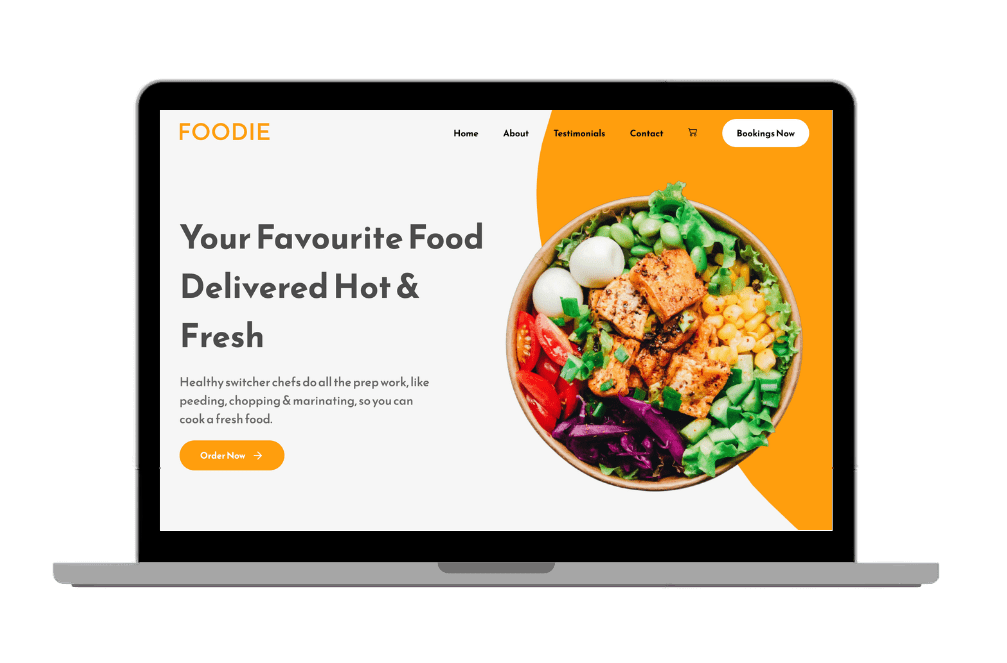 FOODIE
Home About Testimonials Contact Bookings Now
Your Favourite Food
Delivered Hot &
Fresh
Healthy switcher chefs do all the prep work, like
peeding, chopping & marinating, so you can
cook a fresh food.
Order Now →